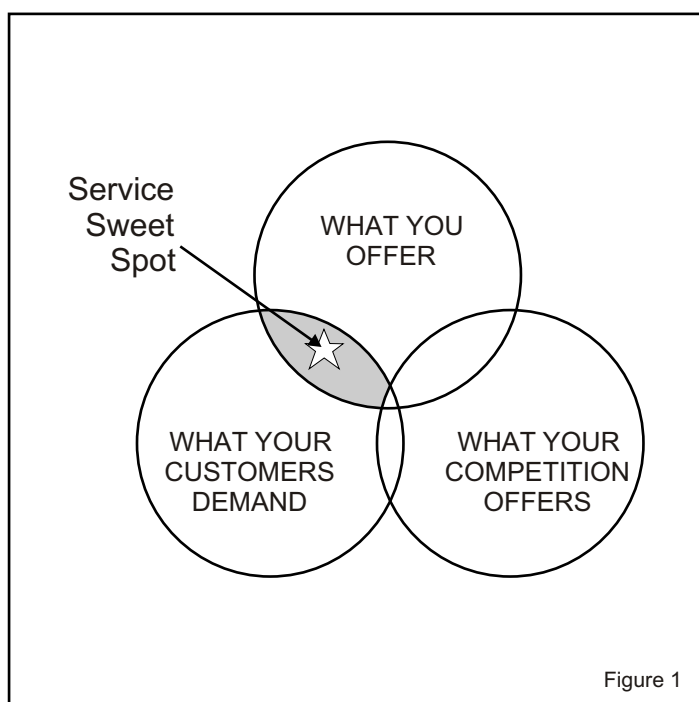 Service
Sweet
Spot
WHAT YOU
OFFER
WHAT YOUR
CUSTOMERS
DEMAND
WHAT YOUR
COMPETITION
OFFERS
Figure 1